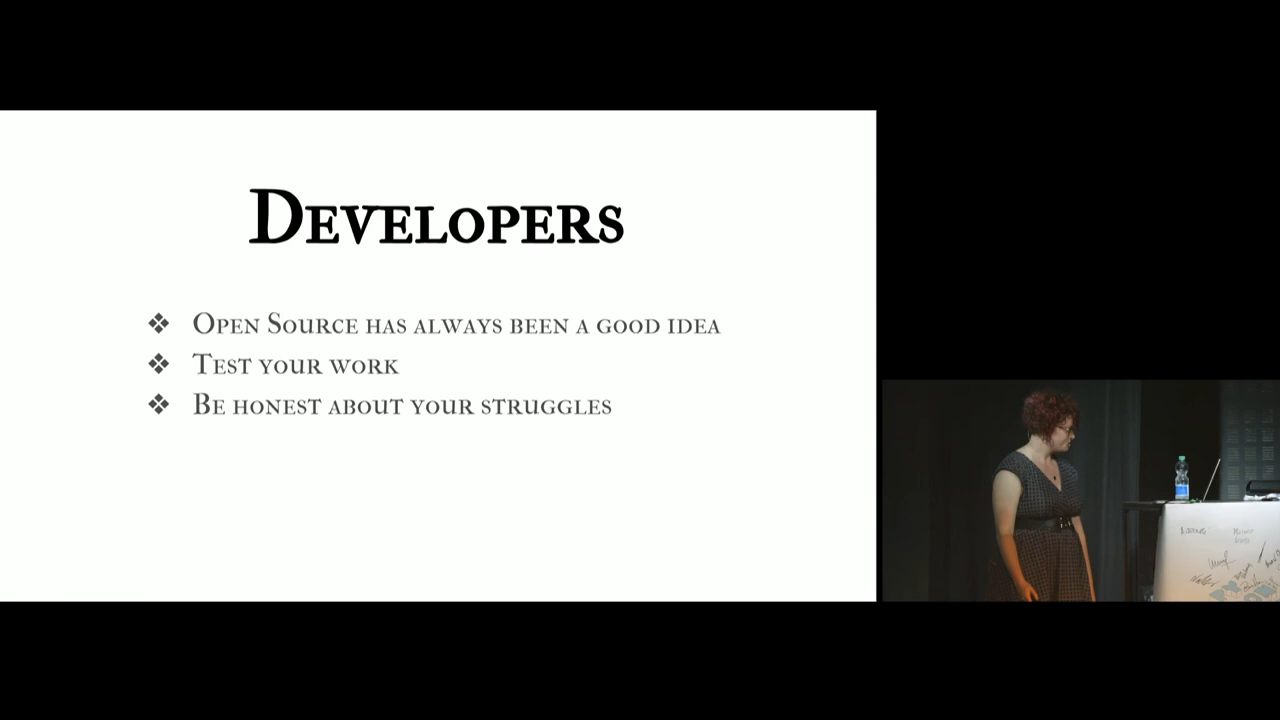 Developers
❖ Open Source has always been a good idea
❖ Test your work
❖ Be honest about your struggles